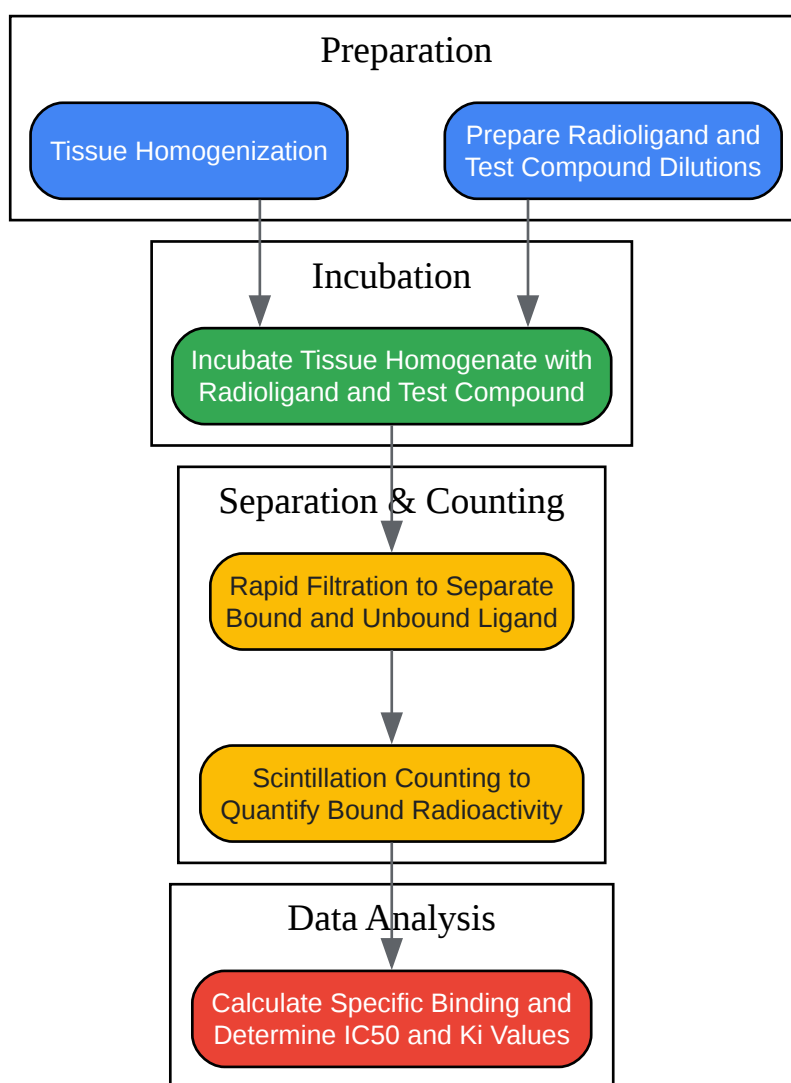 Preparation
Tissue Homogenization
Prepare Radioligand and
Test Compound Dilutions
Incubation
Incubate Tissue Homogenate with
Radioligand and Test Compound
Separation & Counting
Rapid Filtration to Separate
Bound and Unbound Ligand
Scintillation Counting to
Quantify Bound Radioactivity
Data Analysis
Calculate Specific Binding and
Determine IC50 and Ki Values